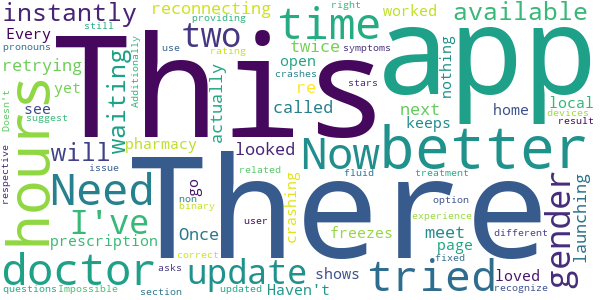 instantly
reconnecting
providing
right
still
pronouns
Every
time
worked
available
two
twice
app
This
retrying
see
yet
waiting
Additionally
actually
use
rating
symptoms
open
crashes
stars
re
called
next
home
keeps
nothing
local
devices
result
Doesn't
suggest
hours
will
pharmacy
looked
Now
better
respective
Need
I've
issue
go
There
related
treatment
fluid
gender
launching
prescription
Once
non
binary
user
crashing
freezes
meet
page
option
experience
different
fixed
doctor
update
correct
shows
tried
loved
recognize
questions
Impossible
asks
updated
section
Haven't